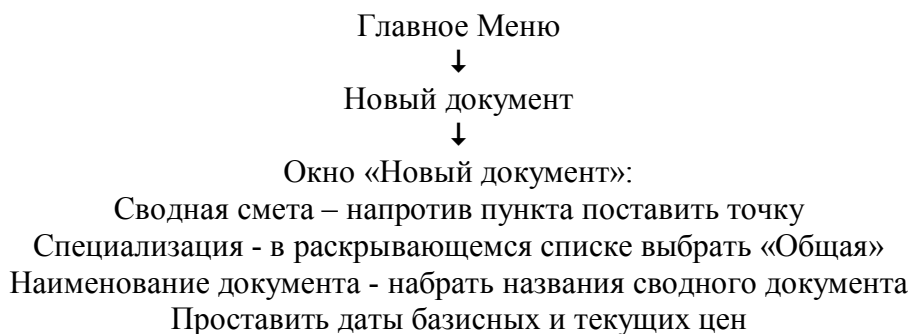 Главное Меню
↓
Новый документ
↓
Окно «Новый документ»:
Сводная смета – напротив пункта поставить точку
Специализация - в раскрывающемся списке выбрать «Общая»
Наименование документа - набрать названия сводного документа
Проставить даты базисных и текущих цен